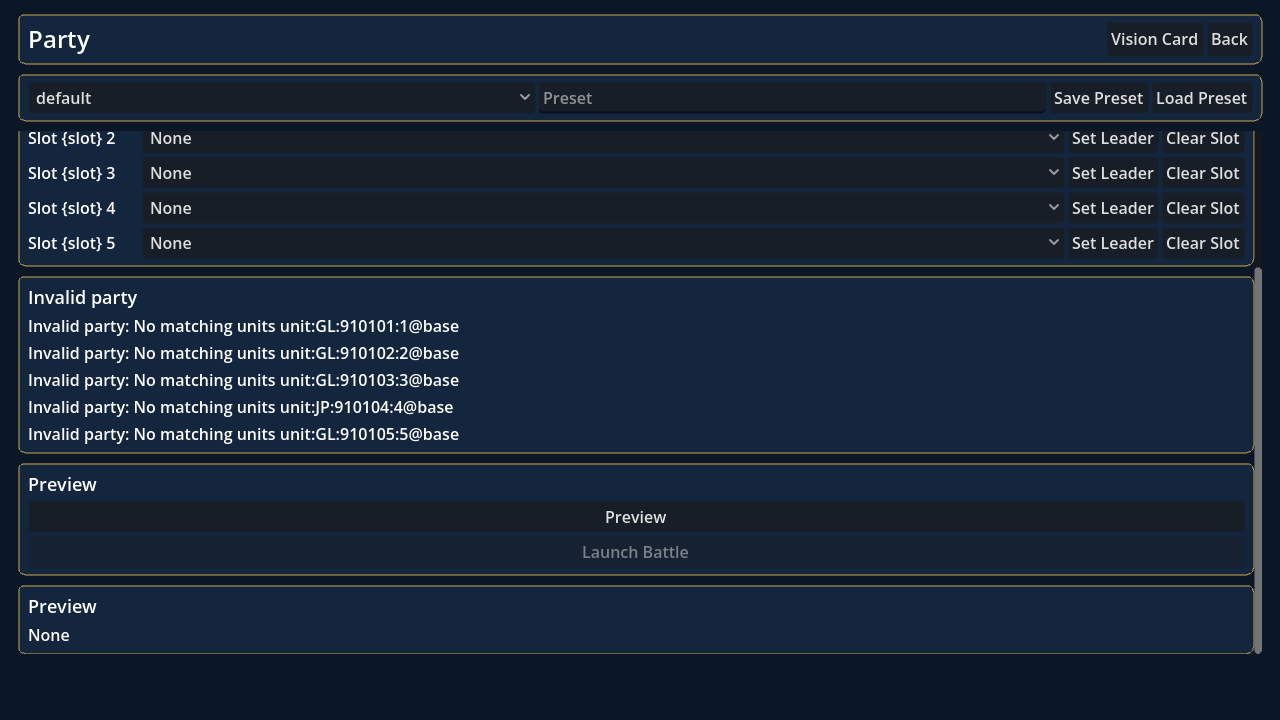 Party Vision Card Back
default Preset Save Preset Load Preset
Slot {slot} 2 None Set Leader Clear Slot
Slot {slot} 3 None Set Leader Clear Slot
Slot {slot} 4 None Set Leader Clear Slot
Slot {slot} 5 None Set Leader Clear Slot
Invalid party
Invalid party: No matching units unit:GL:910101:1@base
Invalid party: No matching units unit:GL:910102:2@base
Invalid party: No matching units unit:GL:910103:3@base
Invalid party: No matching units unit:JP:910104:4@base
Invalid party: No matching units unit:GL:910105:5@base
Preview
Preview
Launch Battle
Preview
None